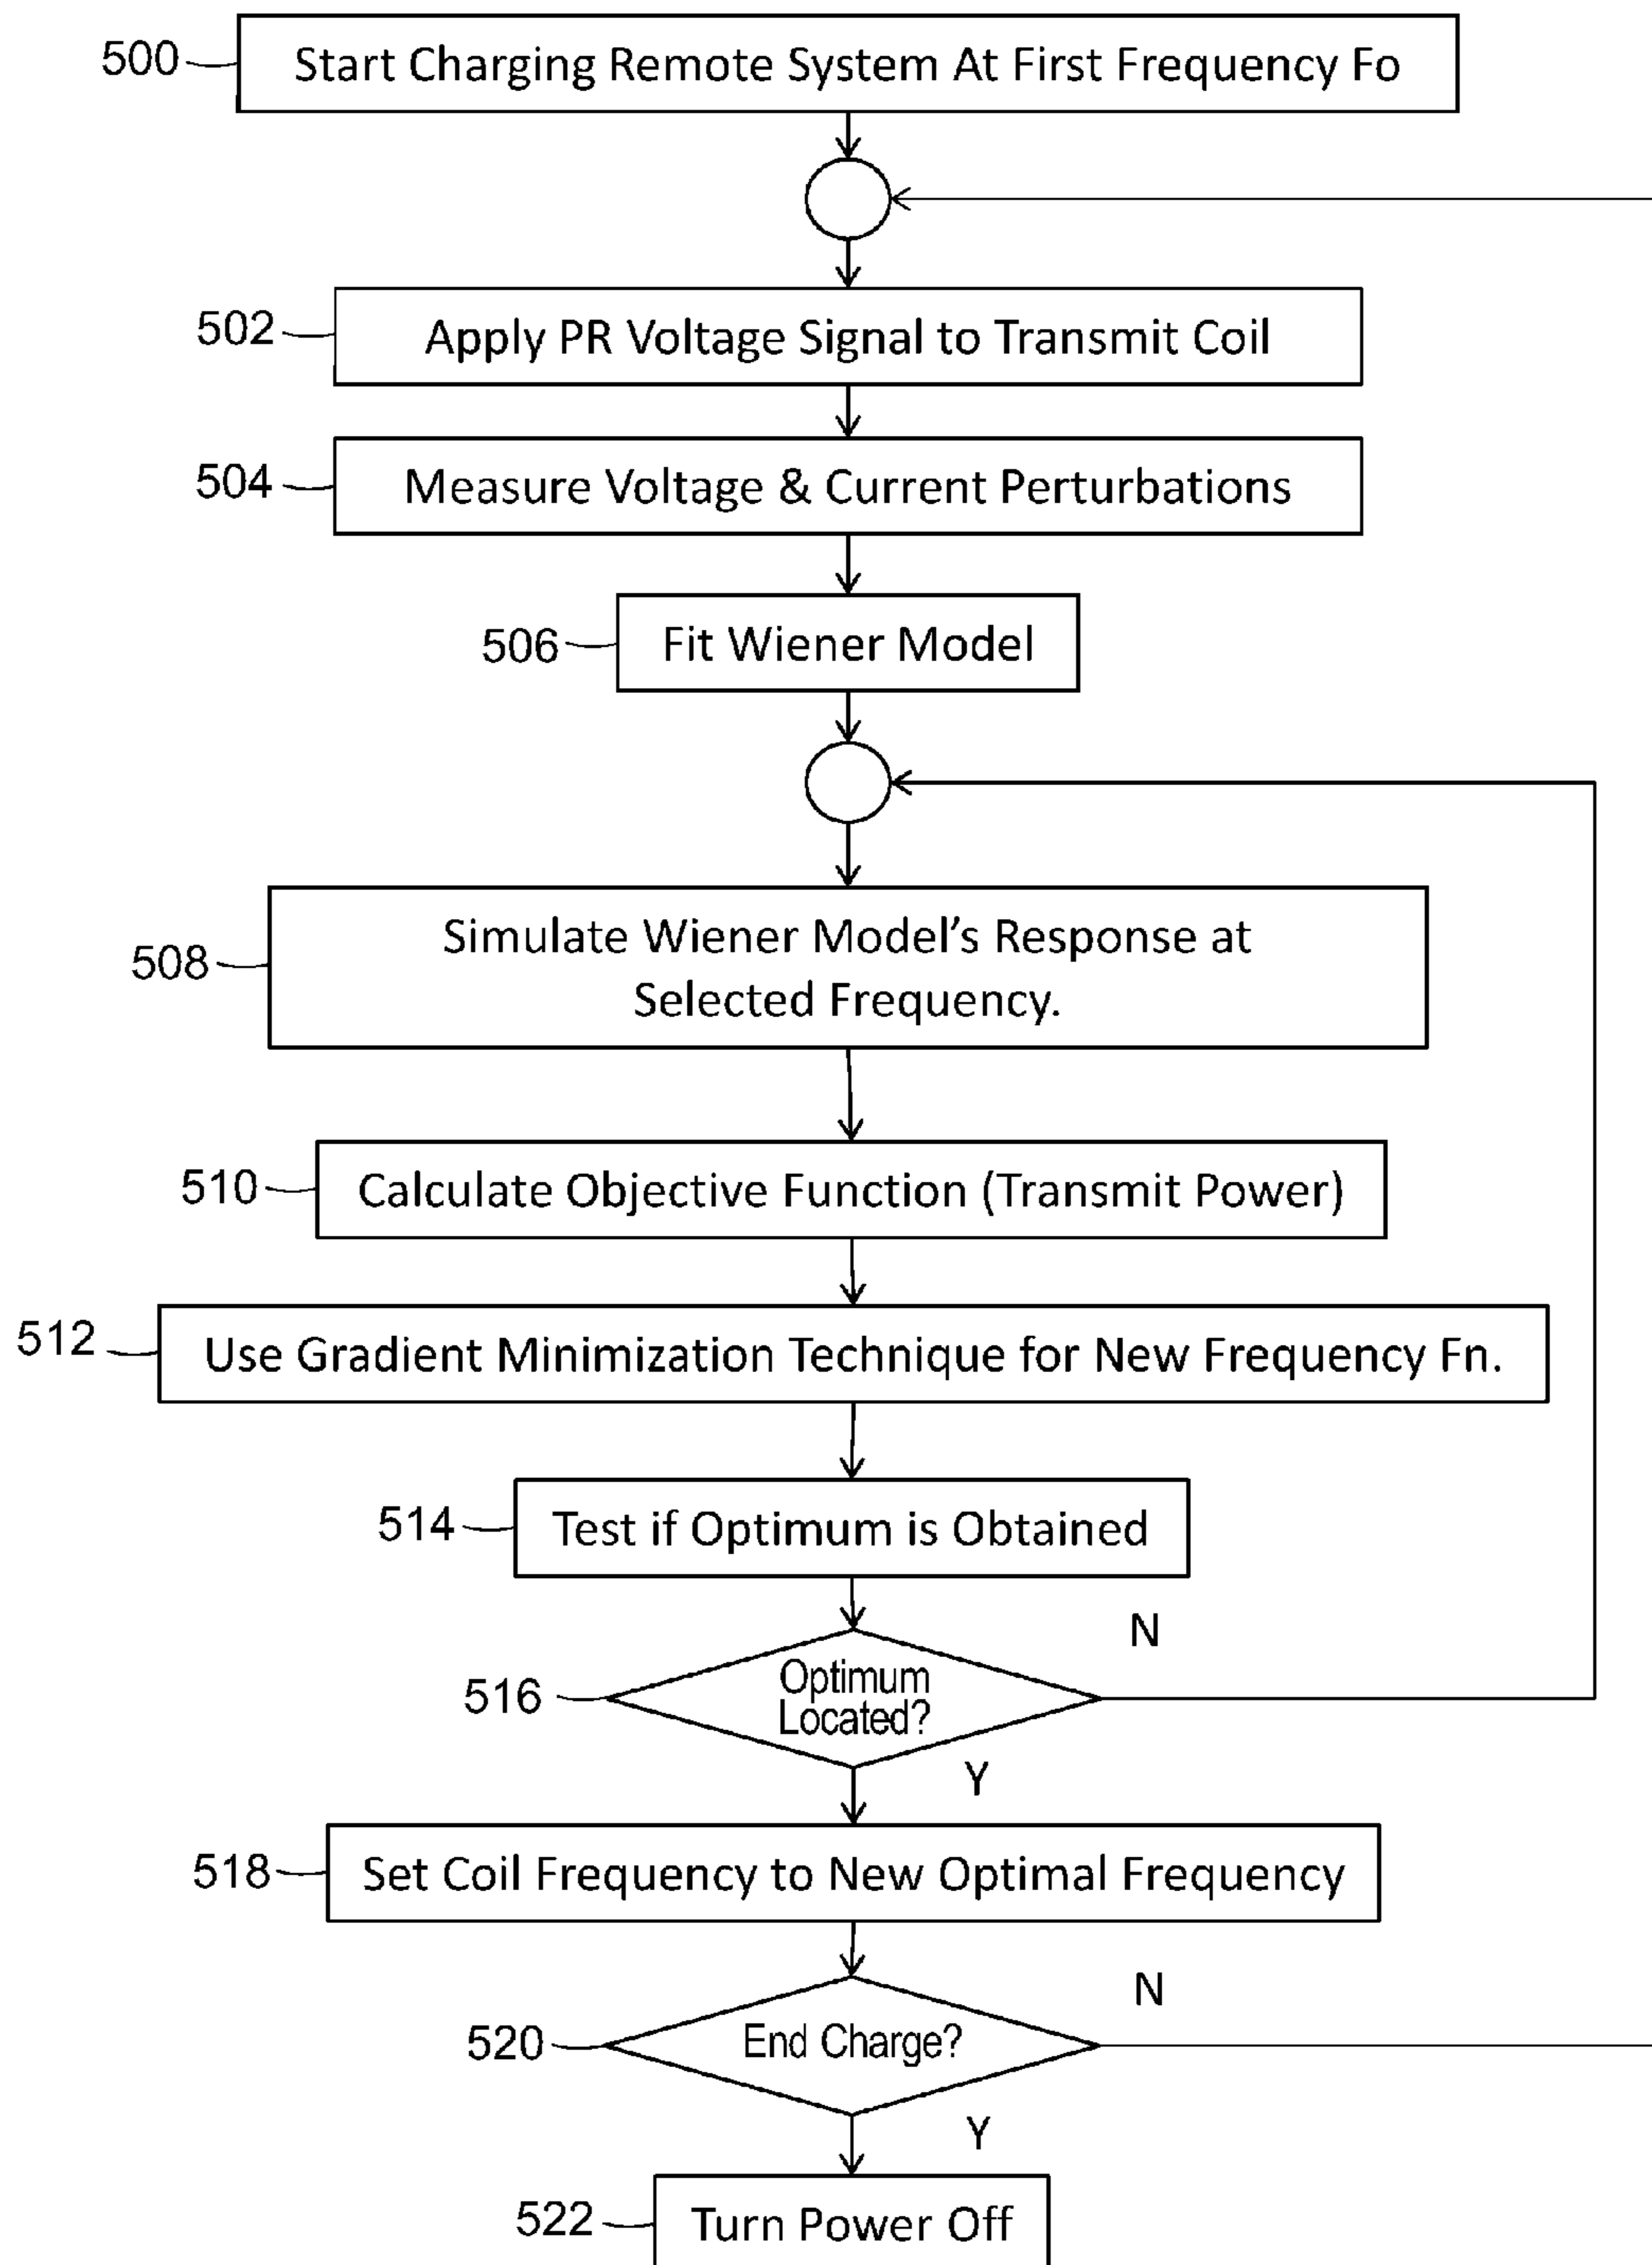 500 Start Charging Remote System At First Frequency Fo
502 Apply PR Voltage Signal to Transmit Coil
504 Measure Voltage & Current Perturbations
506 Fit Wiener Model
508 Simulate Wiener Model's Response at
Selected Frequency.
510 Calculate Objective Function (Transmit Power)
512 Use Gradient Minimization Technique for New Frequency Fn.
514 Test if Optimum is Obtained
N
516 Optimum
Located?
Y
518 Set Coil Frequency to New Optimal Frequency
N
520 End Charge?
Y
522 Turn Power Off